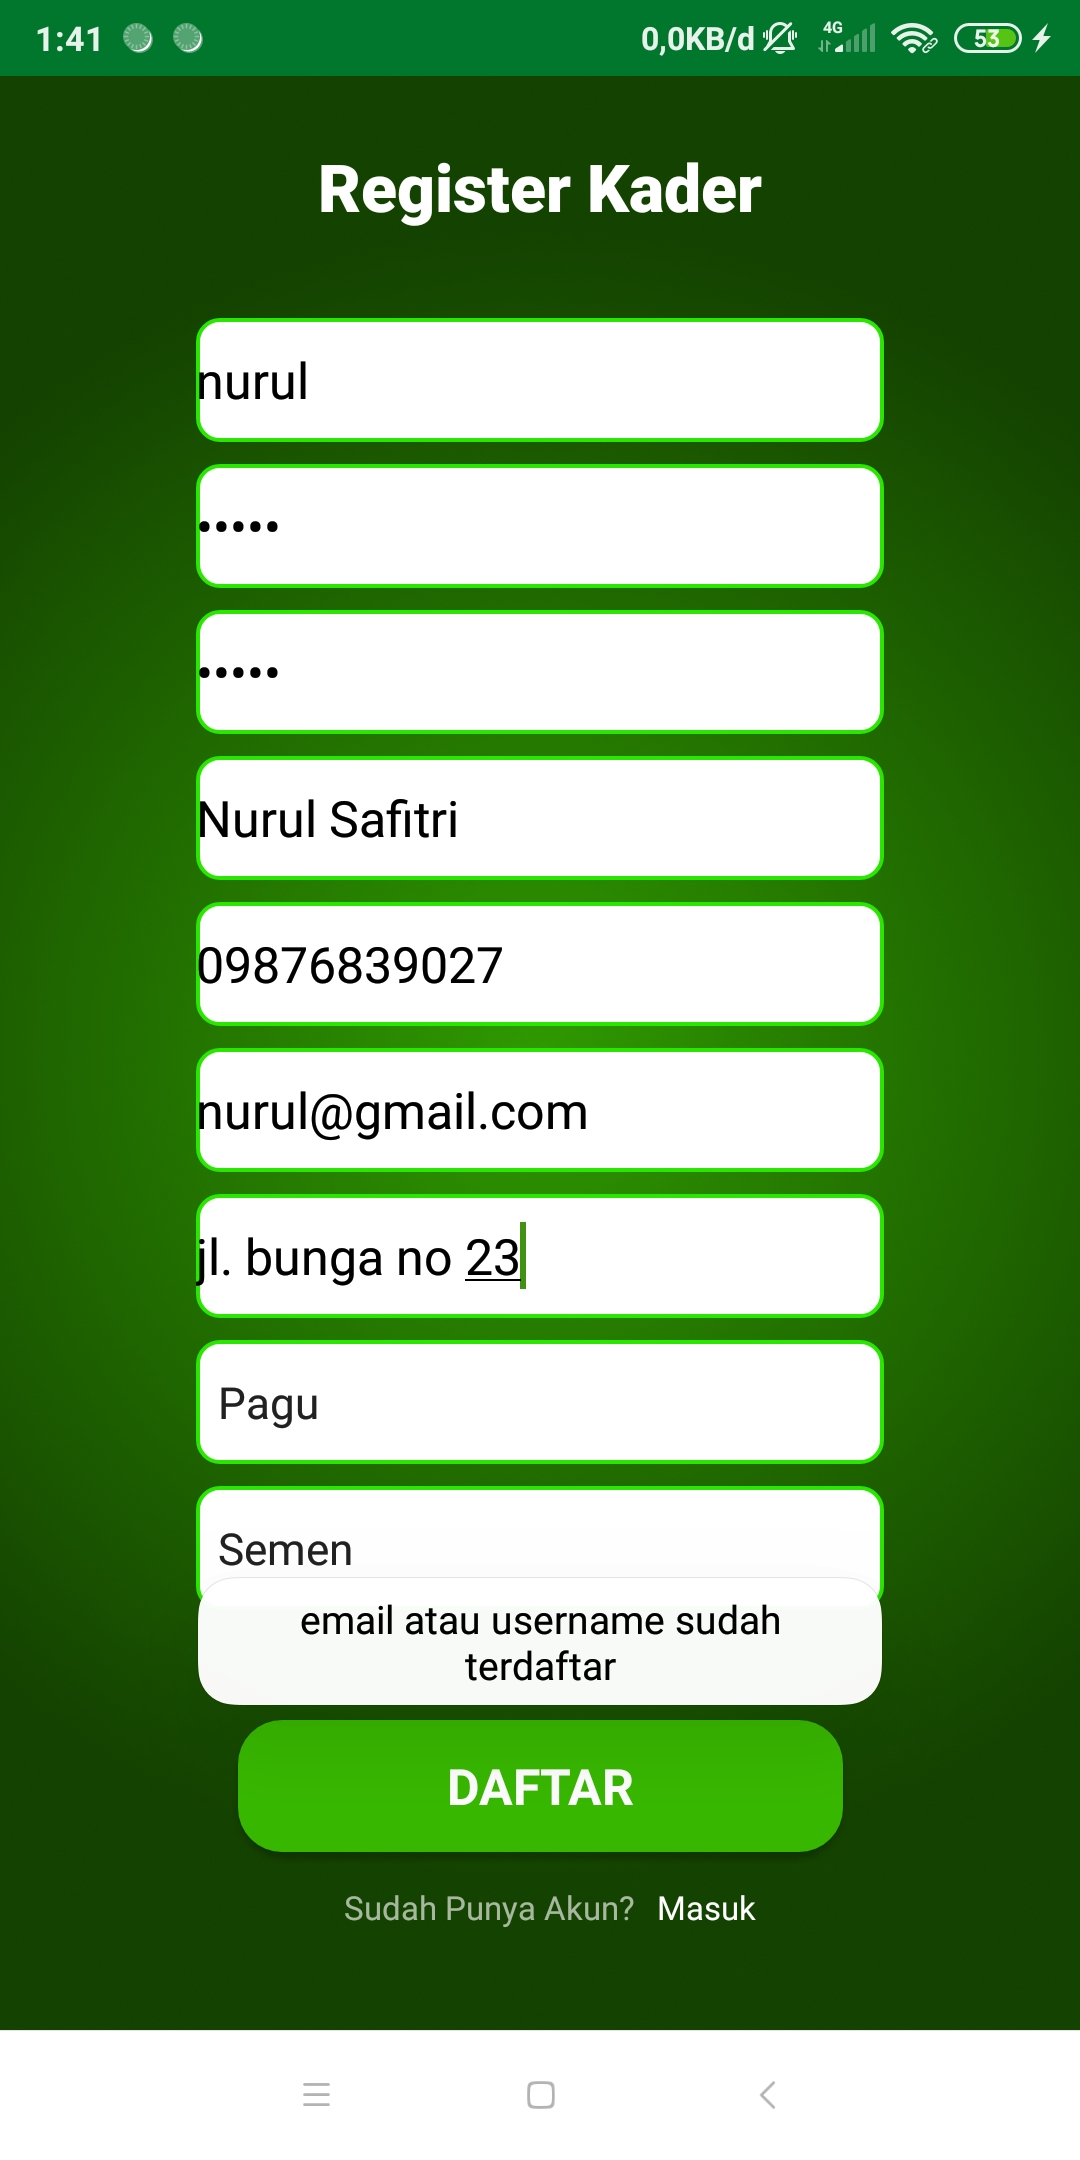 1:41 0,0KB/d 4G 53
Register Kader
nurul
•••••
•••••
Nurul Safitri
09876839027
nurul@gmail.com
jl. bunga no 23
Pagu
Semen
email atau username sudah
terdaftar
DAFTAR
Sudah Punya Akun? Masuk